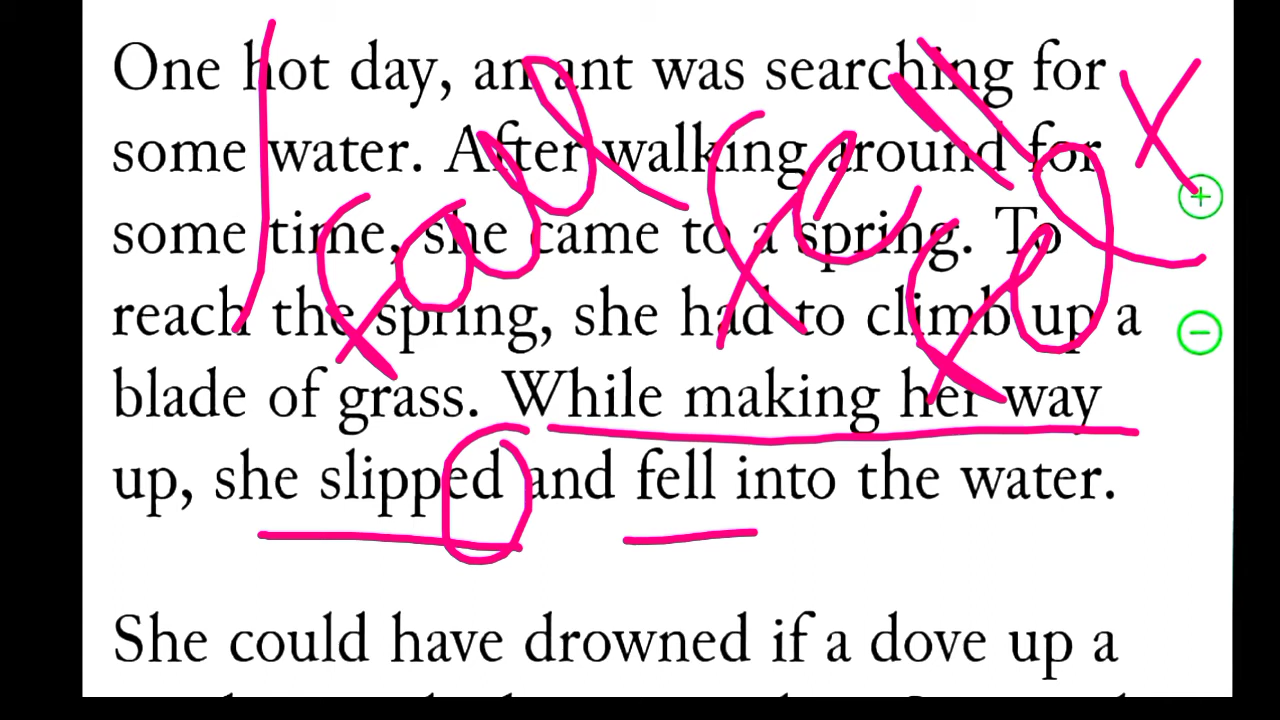 One hot day, an ant was searching for
some water. After walking around for
some time, she came to a spring. To
reach the spring, she had to climb up a
blade of grass. While making her way
up, she slipped and fell into the water.
She could have drowned if a dove up a